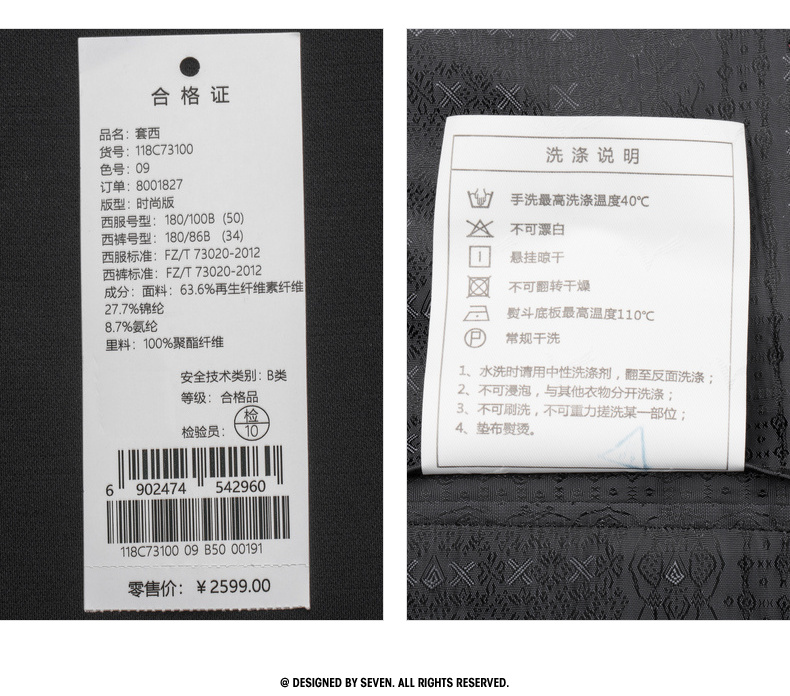 合格证
品名：套西
货号：118C73100
色号：09
订单：8001827
版型：时尚版
西服号型：180/100B (50)
西裤号型：180/86B (34)
西服标准：FZ/T 73020-2012
西裤标准：FZ/T 73020-2012
成分：面料：63.6%再生纤维素纤维
27.7%锦纶
8.7%氨纶
里料：100%聚酯纤维
安全技术类别：B类
等级：合格品
检验员：检 10
6 902474 542960
118C73100 09 B50 00191
零售价：￥2599.00
洗涤说明
手洗最高洗涤温度40℃
不可漂白
悬挂晾干
不可翻转干燥
熨斗底板最高温度110℃
P 常规干洗
1、水洗时请用中性洗涤剂，翻至反面洗涤；
2、不可浸泡，与其他衣物分开洗涤；
3、不可刷洗，不可重力搓洗某一部位；
4、垫布熨烫。
@ DESIGNED BY SEVEN. ALL RIGHTS RESERVED.